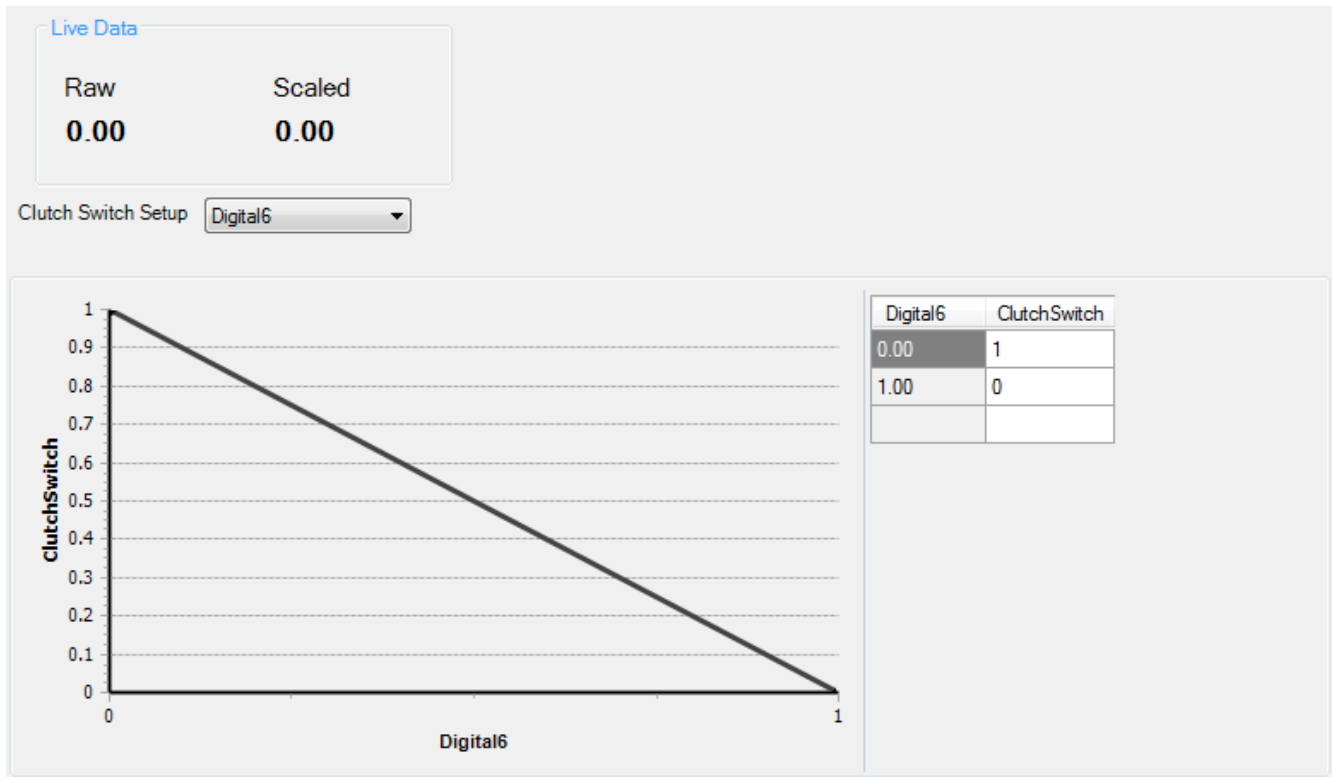 Live Data
Raw Scaled
0.00 0.00
Clutch Switch Setup Digital6
1
0.9
0.8
0.7
0.6
0.5
0.4
0.3
0.2
0.1
0
ClutchSwitch
0 1
Digital6
Digital6 ClutchSwitch
0.00 1
1.00 0